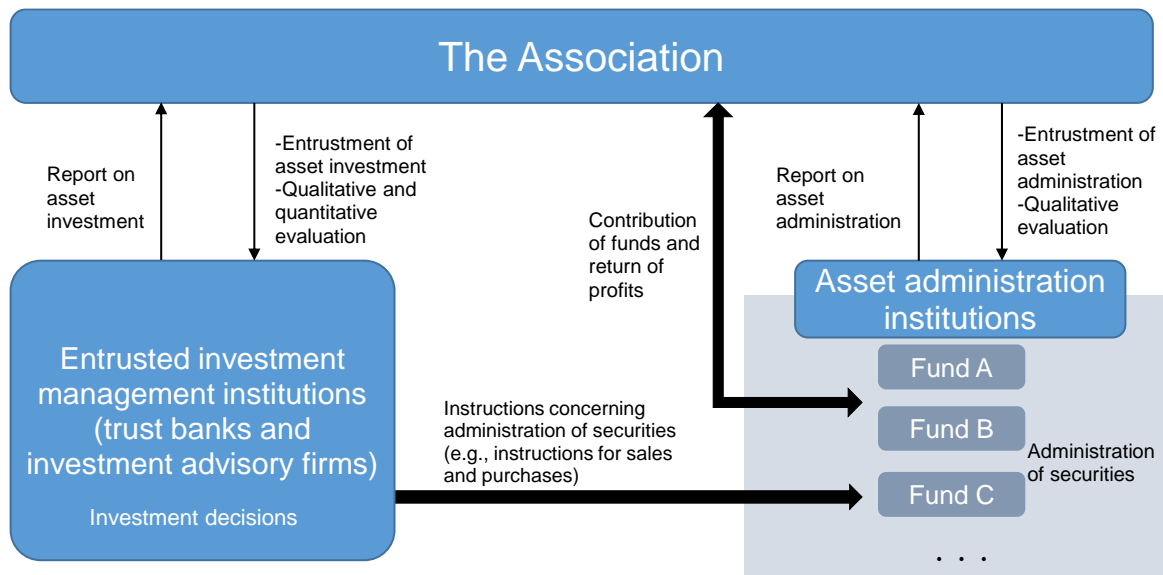 The Association
Report on
asset
investment
-Entrustment of
asset investment
-Qualitative and
quantitative
evaluation
Contribution
of funds and
return of
profits
Report on
asset
administration
-Entrustment of
asset
administration
-Qualitative
evaluation
Entrusted investment
management institutions
(trust banks and
investment advisory firms)
Investment decisions
Instructions concerning
administration of securities
(e.g., instructions for sales
and purchases)
Asset administration
institutions
Fund A
Fund B
Fund C
Administration
of securities
. . .